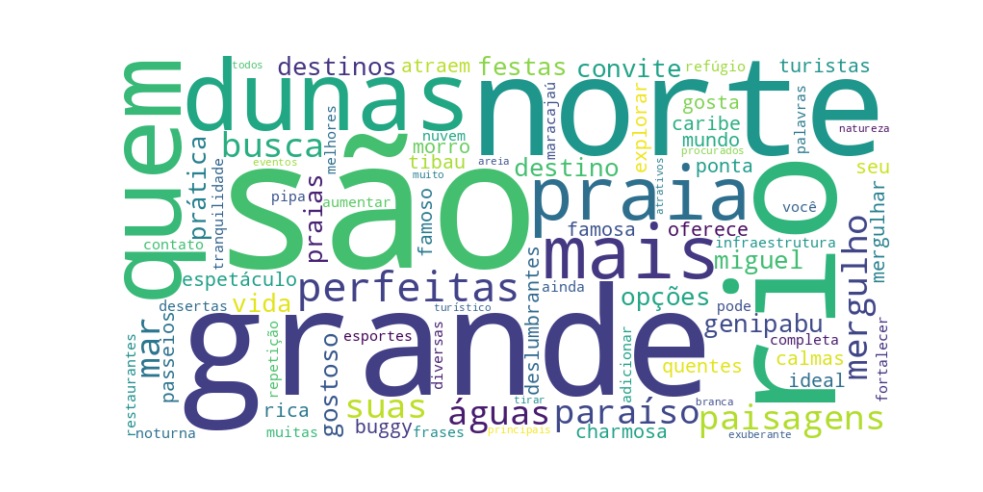 todos
destinos
atraem
festas
convite
refúgio
turistas
quem
dunas
norte
explorar
gosta
palavras
natureza
maracajaú
melhores
nuvem
caribe
busca
morro
mundo
procurados
prática
eventos
tibau
areia
destino
ponta
seu
tranquilidade
são
muito
atrativos
praia
rio
praias
pipa
aumentar
famoso
você
mergulhar
famosa
oferece
contato
mais
infraestrutura
mergulho
espetáculo
miguel
perfeitas
ainda
deslumbrantes
opções
desertas
vida
turístico
pode
mar
passeios
grande
genipabu
fortalecer
restaurantes
repetição
gostoso
esportes
diversas
adicionar
completa
quentes
calmas
ideal
rica
suas
águas
tirar
paraíso
branca
paisagens
noturna
muitas
buggy
frases
principais
charmosa
exuberante